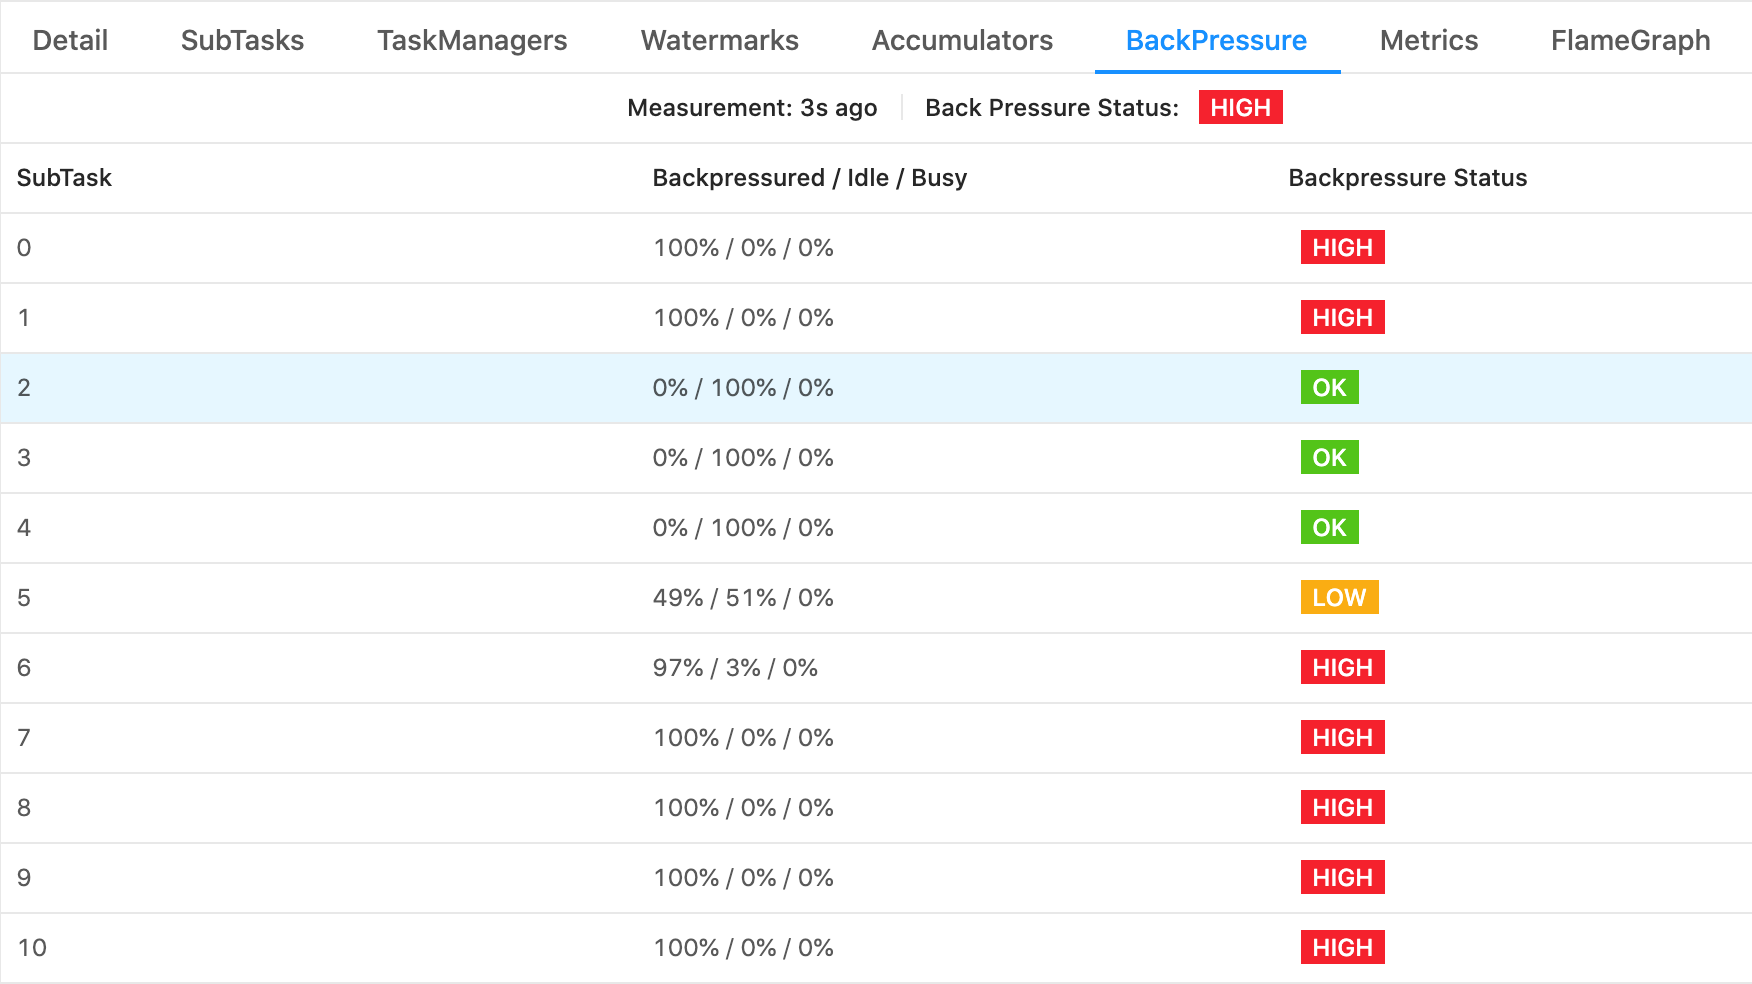 Detail SubTasks TaskManagers Watermarks Accumulators BackPressure Metrics FlameGraph
Measurement: 3s ago Back Pressure Status: HIGH
SubTask Backpressured / Idle / Busy Backpressure Status
0 100% / 0% / 0% HIGH
1 100% / 0% / 0% HIGH
2 0% / 100% / 0% OK
3 0% / 100% / 0% OK
4 0% / 100% / 0% OK
5 49% / 51% / 0% LOW
6 97% / 3% / 0% HIGH
7 100% / 0% / 0% HIGH
8 100% / 0% / 0% HIGH
9 100% / 0% / 0% HIGH
10 100% / 0% / 0% HIGH